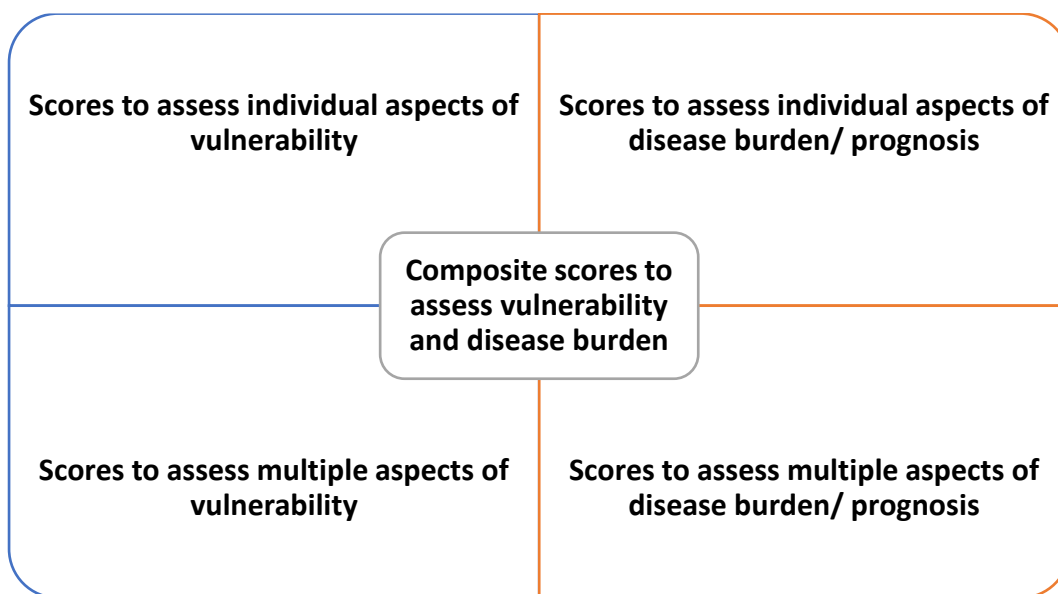 Scores to assess individual aspects of
vulnerability
Scores to assess individual aspects of
disease burden/ prognosis
Composite scores to
assess vulnerability
and disease burden
Scores to assess multiple aspects of
vulnerability
Scores to assess multiple aspects of
disease burden/ prognosis